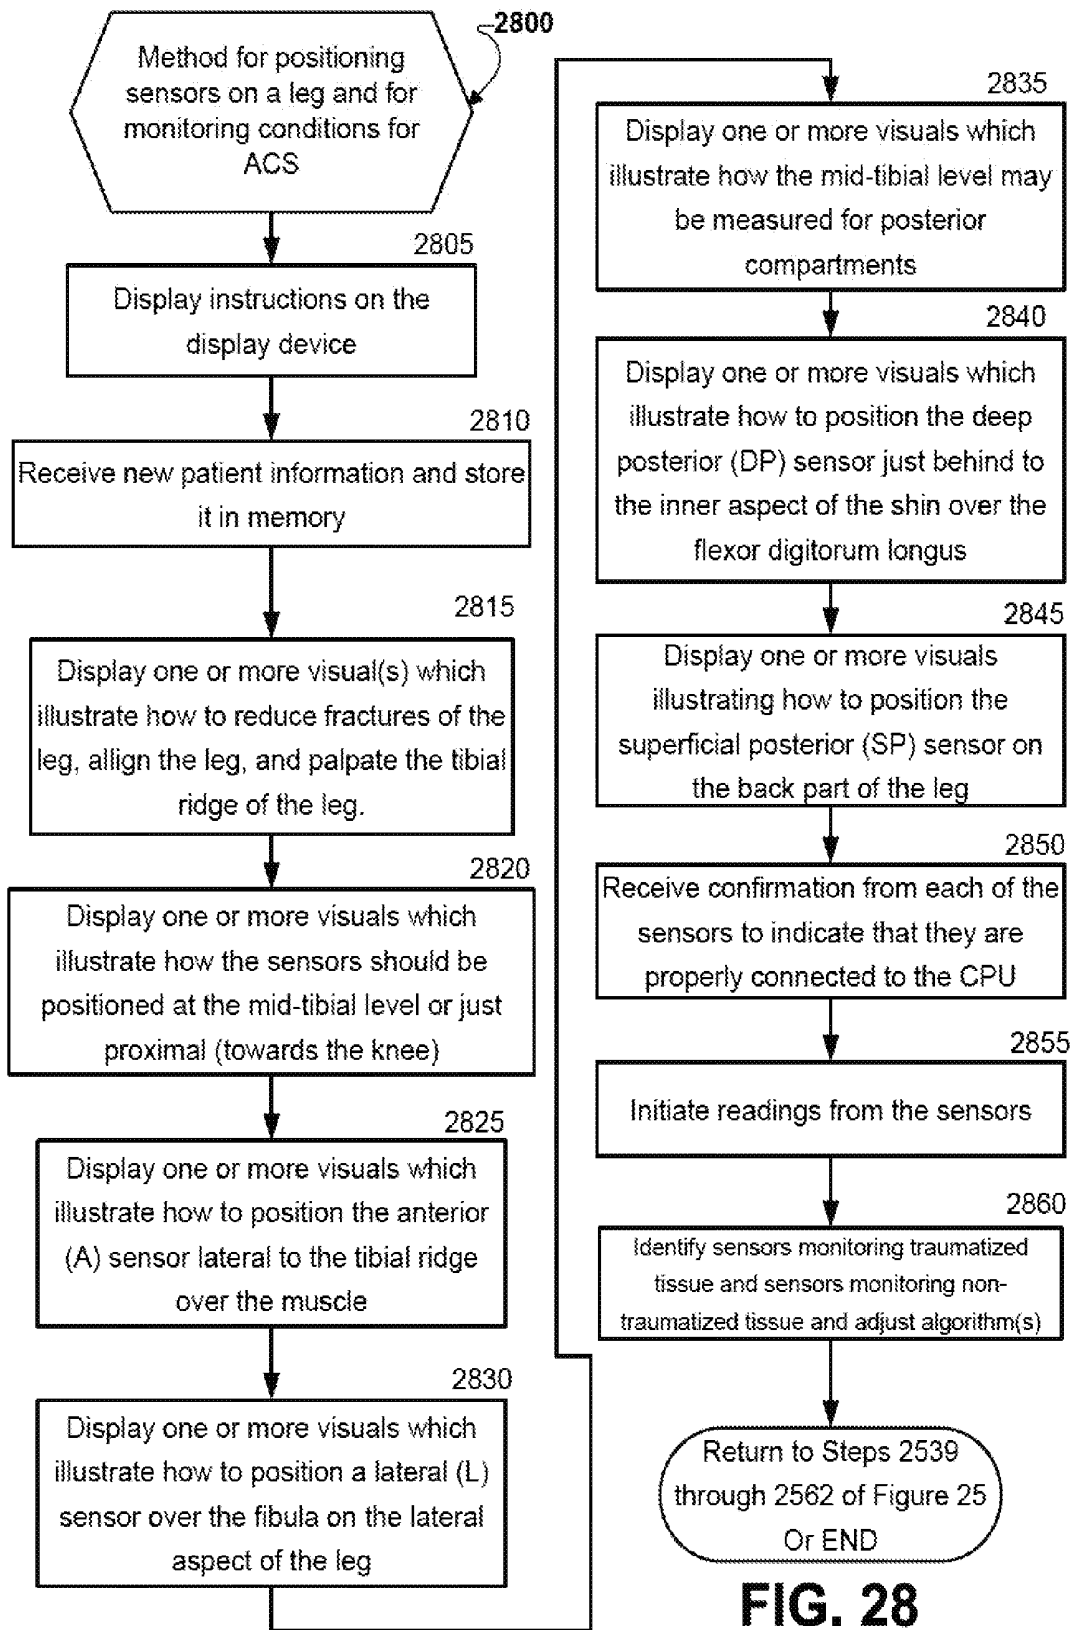 2800
Method for positioning
sensors on a leg and for
monitoring conditions for
ACS
2805
Display instructions on the
display device
2810
Receive new patient information and store
it in memory
2815
Display one or more visual(s) which
illustrate how to reduce fractures of the
leg, allign the leg, and palpate the tibial
ridge of the leg.
2820
Display one or more visuals which
illustrate how the sensors should be
positioned at the mid-tibial level or just
proximal (towards the knee)
2825
Display one or more visuals which
illustrate how to position the anterior
(A) sensor lateral to the tibial ridge
over the muscle
2830
Display one or more visuals which
illustrate how to position a lateral (L)
sensor over the fibula on the lateral
aspect of the leg
2835
Display one or more visuals which
illustrate how the mid-tibial level may
be measured for posterior
compartments
2840
Display one or more visuals which
illustrate how to position the deep
posterior (DP) sensor just behind to
the inner aspect of the shin over the
flexor digitorum longus
2845
Display one or more visuals
illustrating how to position the
superficial posterior (SP) sensor on
the back part of the leg
2850
Receive confirmation from each of the
sensors to indicate that they are
properly connected to the CPU
2855
Initiate readings from the sensors
2860
Identify sensors monitoring traumatized
tissue and sensors monitoring non-
traumatized tissue and adjust algorithm(s)
Return to Steps 2539
through 2562 of Figure 25
Or END
FIG. 28